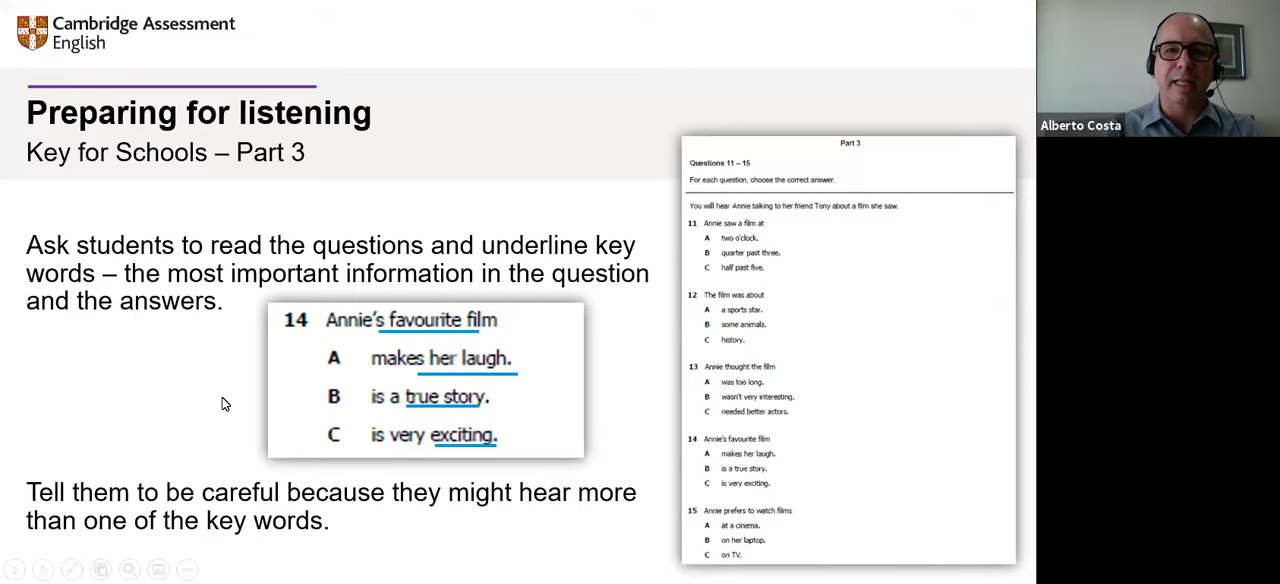 Cambridge Assessment
English
Preparing for listening
Key for Schools – Part 3
Ask students to read the questions and underline key
words – the most important information in the question
and the answers.
14 Annie's favourite film
A makes her laugh.
B is a true story.
C is very exciting.
Tell them to be careful because they might hear more
than one of the key words.
Part 3
Questions 11 – 15
For each question, choose the correct answer.
You will hear Annie talking to her friend Tony about a film she saw.
11 Annie saw a film at
A two o'clock.
B quarter past three.
C half past five.
12 The film was about
A a sports star.
B some animals.
C history.
13 Annie thought the film
A was too long.
B wasn't very interesting.
C needed better actors.
14 Annie's favourite film
A makes her laugh.
B is a true story.
C is very exciting.
15 Annie prefers to watch films
A at a cinema.
B on her laptop.
C on TV.
Alberto Costa